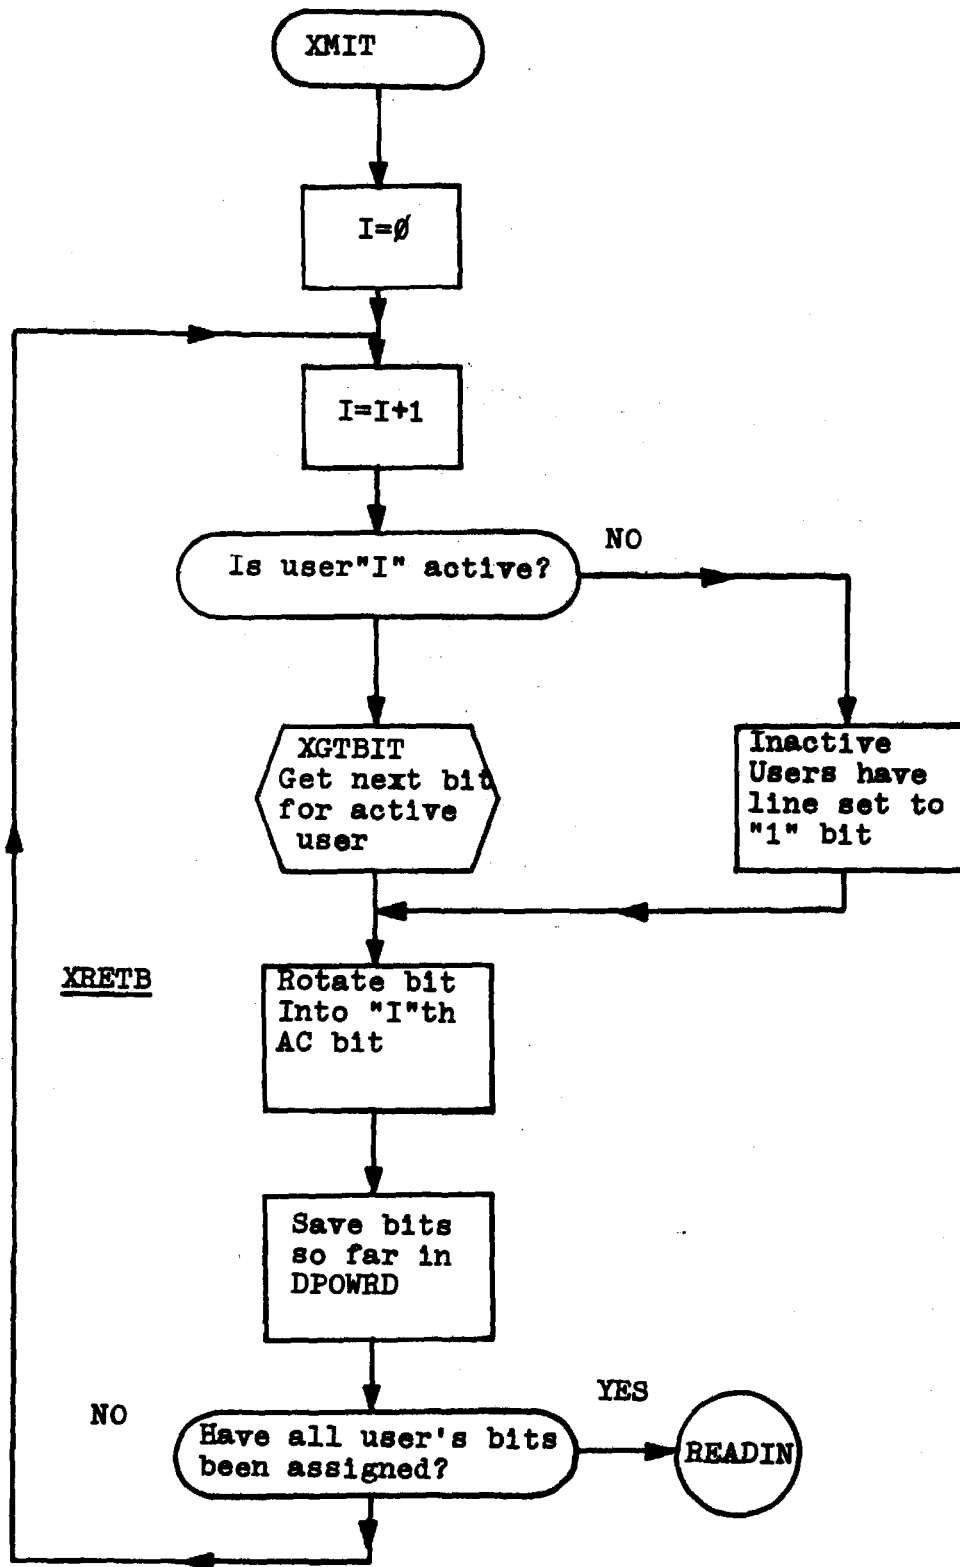 XMIT
I=Ø
I=I+1
Is user"I" active?
NO
XGTBIT
Get next bit
for active
user
Inactive
Users have
line set to
"1" bit
XRETB
Rotate bit
Into "I"th
AC bit
Save bits
so far in
DPOWRD
NO
YES
Have all user's bits
been assigned?
READIN